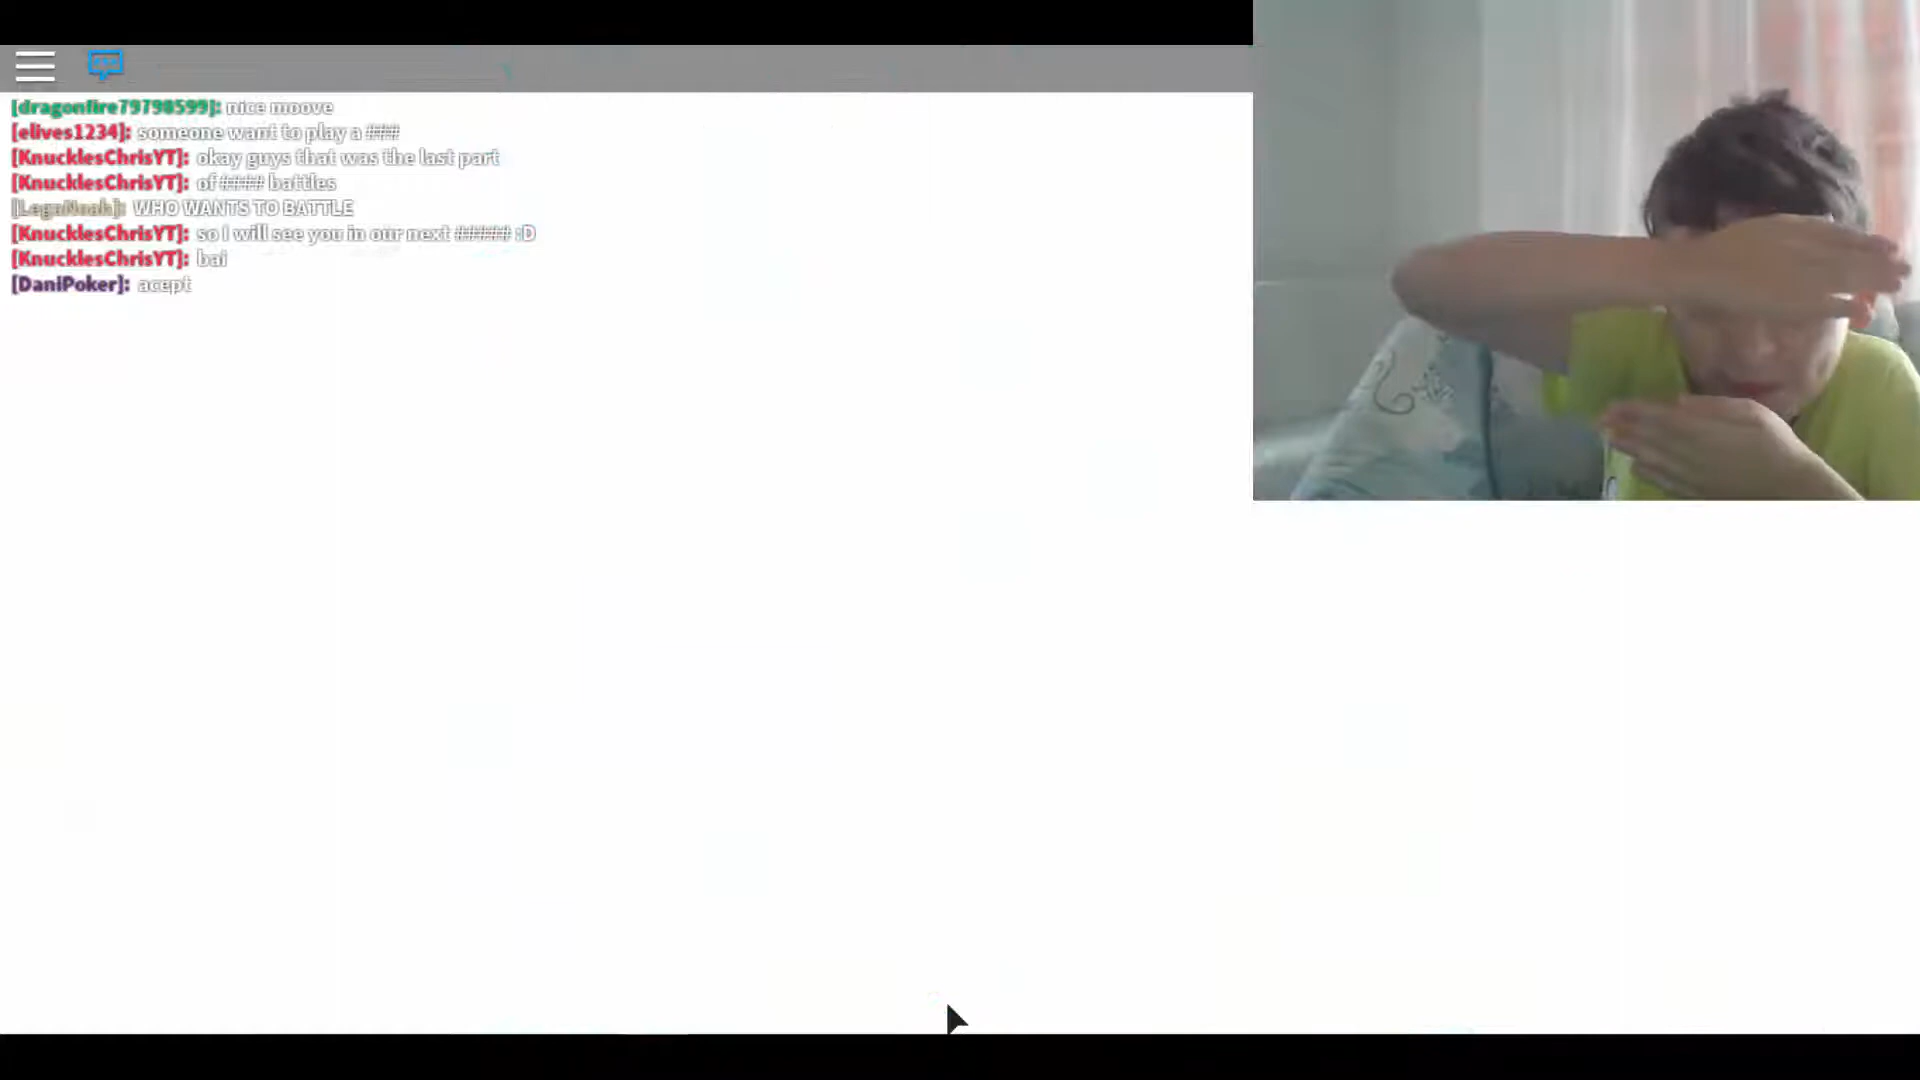 [dragonfire79798599]: nice moove
[elives1234]: someone want to play a ###
[KnucklesChrisYT]: okay guys that was the last part
[KnucklesChrisYT]: of #### battles
[LegoNoah]: WHO WANTS TO BATTLE
[KnucklesChrisYT]: so I will see you in our next ##### :D
[KnucklesChrisYT]: bai
[DaniPoker]: acept